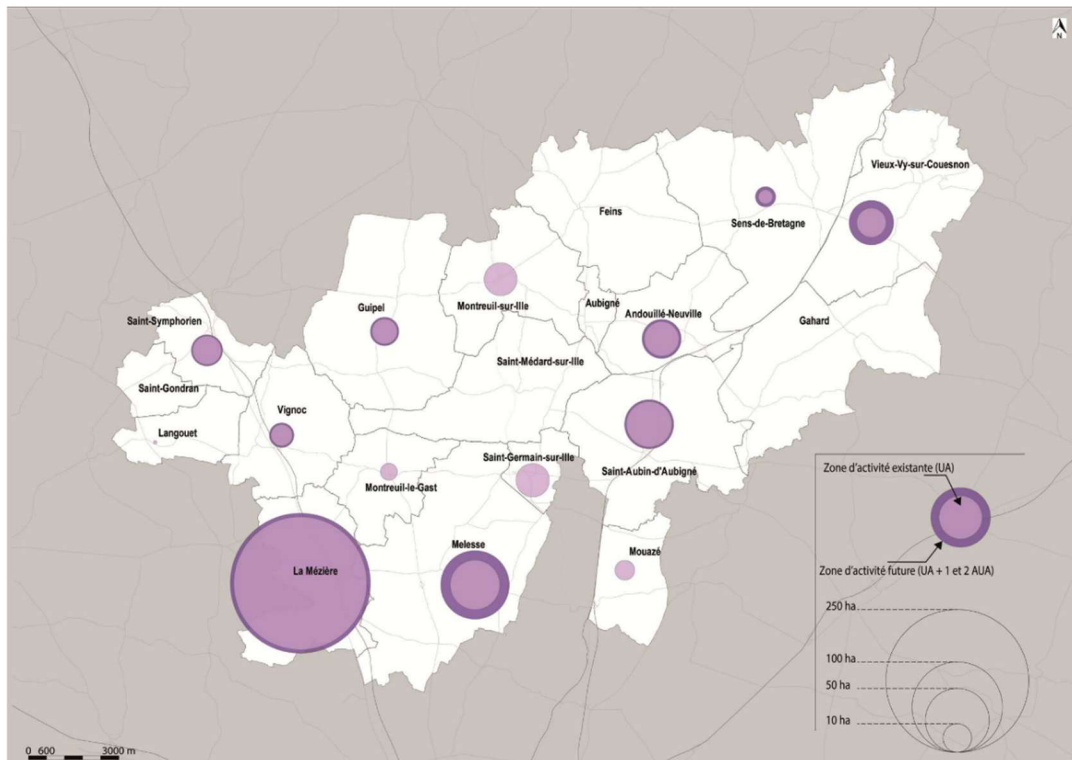 N
Vieux-Vy-sur-Couesnon
Feins
Sens-de-Bretagne
Aubigné
Montreuil-sur-Ille
Guipel
Andouillé-Neuville
Saint-Symphorien
Gahard
Saint-Médard-sur-Ille
Saint-Gondran
Vignoc
Langouet
Saint-Germain-sur-Ille
Saint-Aubin-d'Aubigné
Montreuil-le-Gast
Melesse
Mouazé
La Mézière
Zone d'activité existante (UA)
Zone d'activité future (UA + 1 et 2 AUA)
250 ha
100 ha
50 ha
10 ha
0 600 3000 m